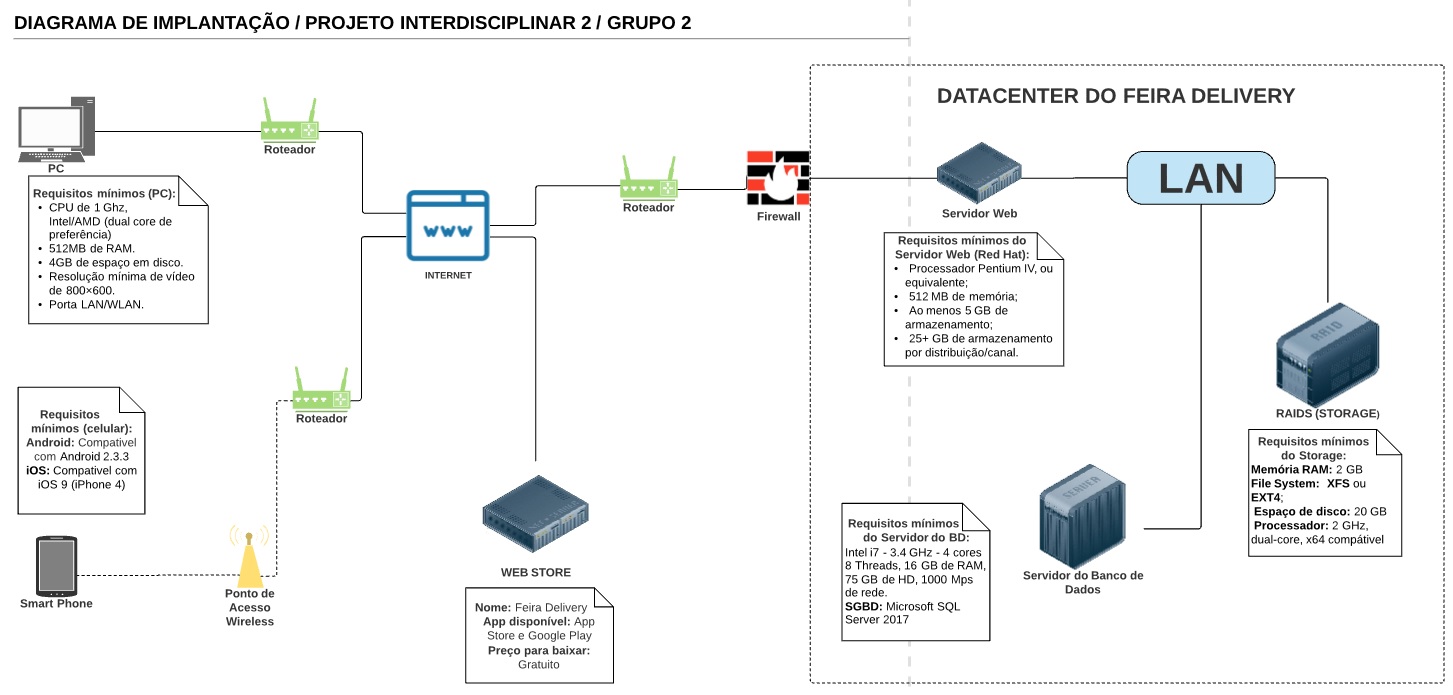 DIAGRAMA DE IMPLANTAÇÃO / PROJETO INTERDISCIPLINAR 2 / GRUPO 2
DATACENTER DO FEIRA DELIVERY
PC
Requisitos mínimos (PC):
• CPU de 1 Ghz,
Intel/AMD (dual core de
preferência)
• 512MB de RAM.
• 4GB de espaço em disco.
• Resolução mínima de vídeo
de 800×600.
• Porta LAN/WLAN.
Roteador
www
INTERNET
Roteador
Firewall
Servidor Web
LAN
Requisitos mínimos do
Servidor Web (Red Hat):
• Processador Pentium IV, ou
equivalente;
• 512 MB de memória;
• Ao menos 5 GB de
armazenamento;
• 25+ GB de armazenamento
por distribuição/canal.
RAID
RAIDS (STORAGE)
Requisitos mínimos
do Storage:
Memória RAM: 2 GB
File System: XFS ou
EXT4;
Espaço de disco: 20 GB
Processador: 2 GHz,
dual-core, x64 compátivel
Roteador
Requisitos
mínimos (celular):
Android: Compativel
com Android 2.3.3
iOS: Compativel com
iOS 9 (iPhone 4)
Smart Phone
Ponto de
Acesso
Wireless
WEB STORE
Nome: Feira Delivery
App disponível: App
Store e Google Play
Preço para baixar:
Gratuito
Requisitos mínimos
do Servidor do BD:
Intel i7 - 3.4 GHz - 4 cores
8 Threads, 16 GB de RAM,
75 GB de HD, 1000 Mps
de rede.
SGBD: Microsoft SQL
Server 2017
SERVER
Servidor do Banco de
Dados